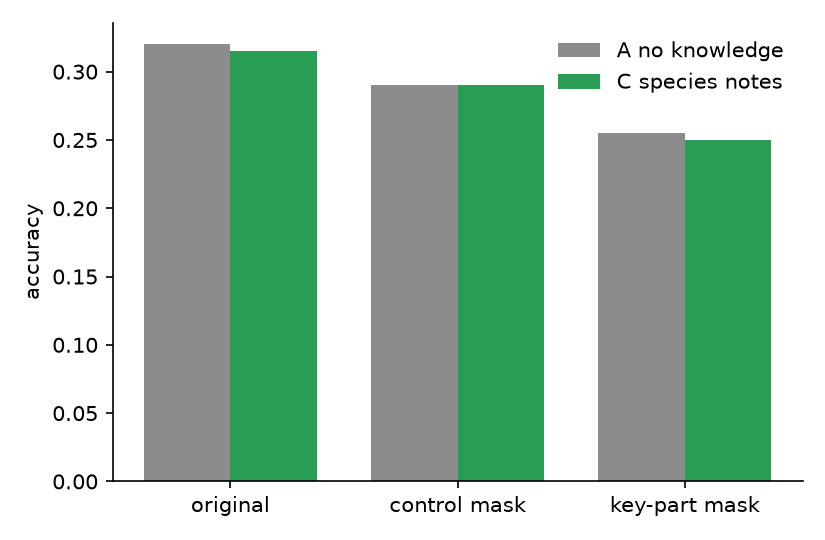 A no knowledge
C species notes
accuracy
0.30
0.25
0.20
0.15
0.10
0.05
0.00
original
control mask
key-part mask